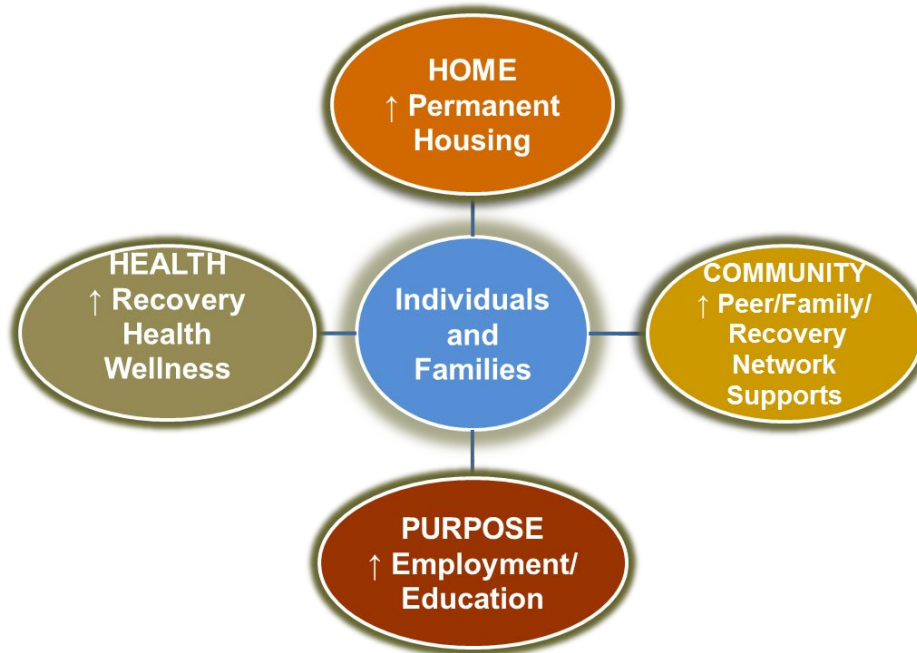 HOME
↑ Permanent
Housing
HEALTH
↑ Recovery
Health
Wellness
Individuals
and
Families
COMMUNITY
↑ Peer/Family/
Recovery
Network
Supports
PURPOSE
↑ Employment/
Education